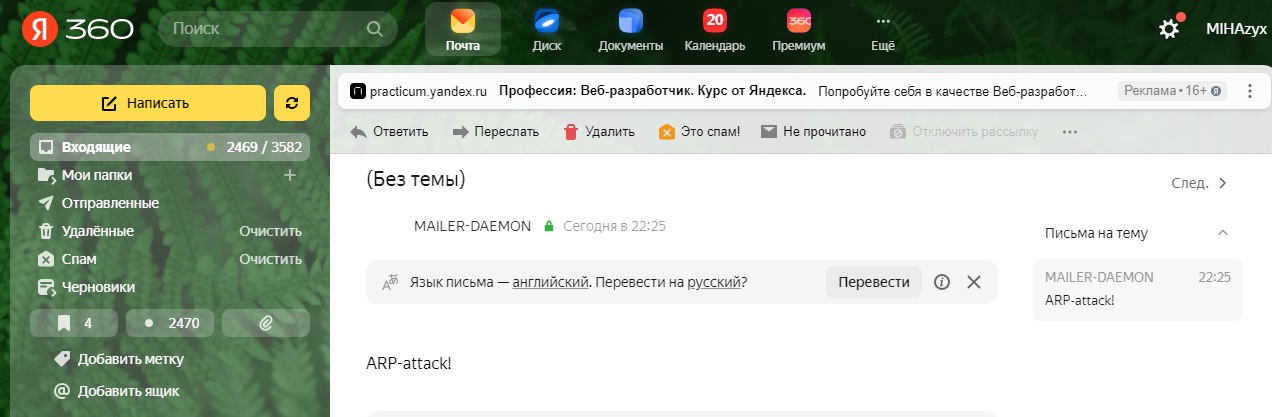 Я 360
Поиск
Почта
Диск
Документы
20
Календарь
360
Премиум
Ещё
MIHAzyx
Написать
practicum.yandex.ru Профессия: Веб-разработчик. Курс от Яндекса. Попробуйте себя в качестве Веб-разработ… Реклама • 16+
Ответить Переслать Удалить Это спам! Не прочитано Отключить рассылку
Входящие 2469 / 3582
Мои папки
Отправленные
Удалённые Очистить
Спам Очистить
Черновики
4 2470
Добавить метку
@ Добавить ящик
(Без темы)
След.
MAILER-DAEMON Сегодня в 22:25
Письма на тему
Язык письма — английский. Перевести на русский? Перевести
MAILER-DAEMON 22:25
ARP-attack!
ARP-attack!